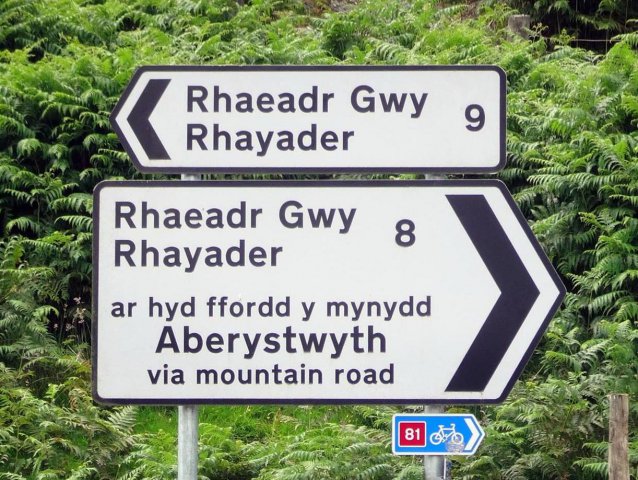 Rhaeadr Gwy
Rhayader 9
Rhaeadr Gwy
Rhayader 8
ar hyd ffordd y mynydd
Aberystwyth
via mountain road
81